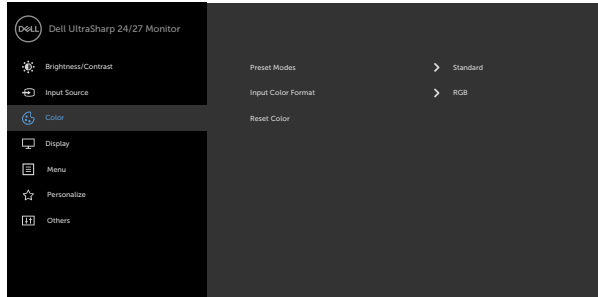 DELL
Dell UltraSharp 24/27 Monitor
Brightness/Contrast
Input Source
Color
Display
Menu
Personalize
Others
Preset Modes Standard
Input Color Format RGB
Reset Color